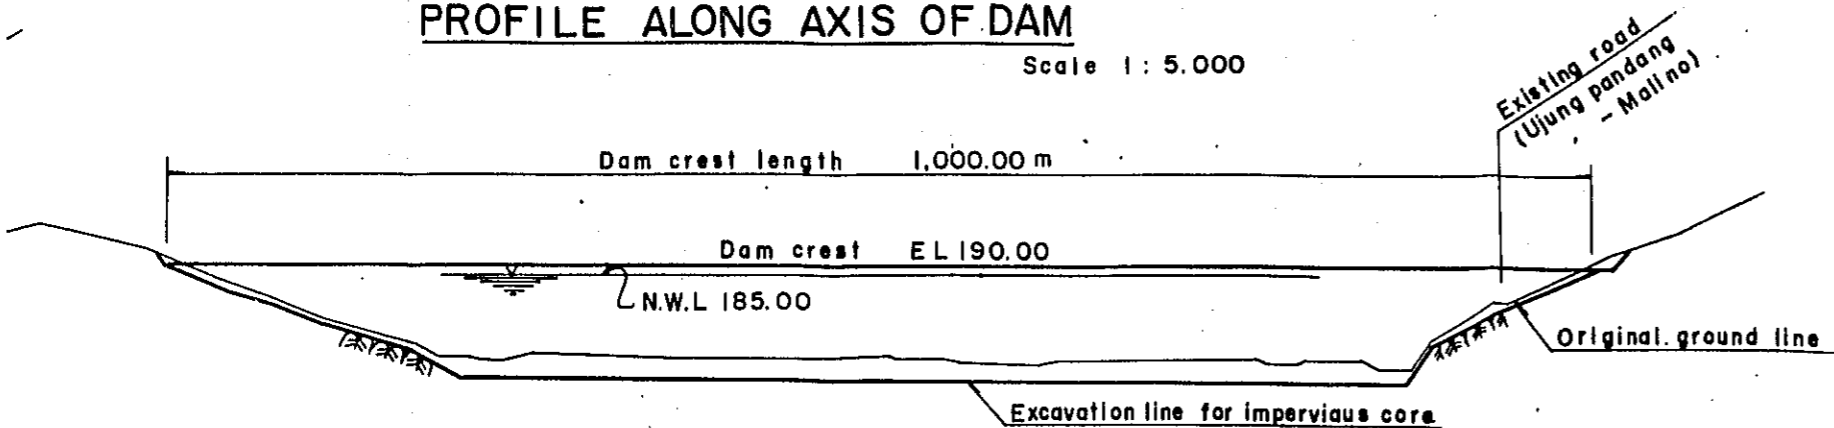 PROFILE ALONG AXIS OF DAM
Scale 1 : 5.000
Existing road
(Ujung pandang
- Malino)
Dam crest length 1,000.00 m
Dam crest EL 190.00
N.W.L 185.00
Original. ground line
Excavation line for imperviaus core